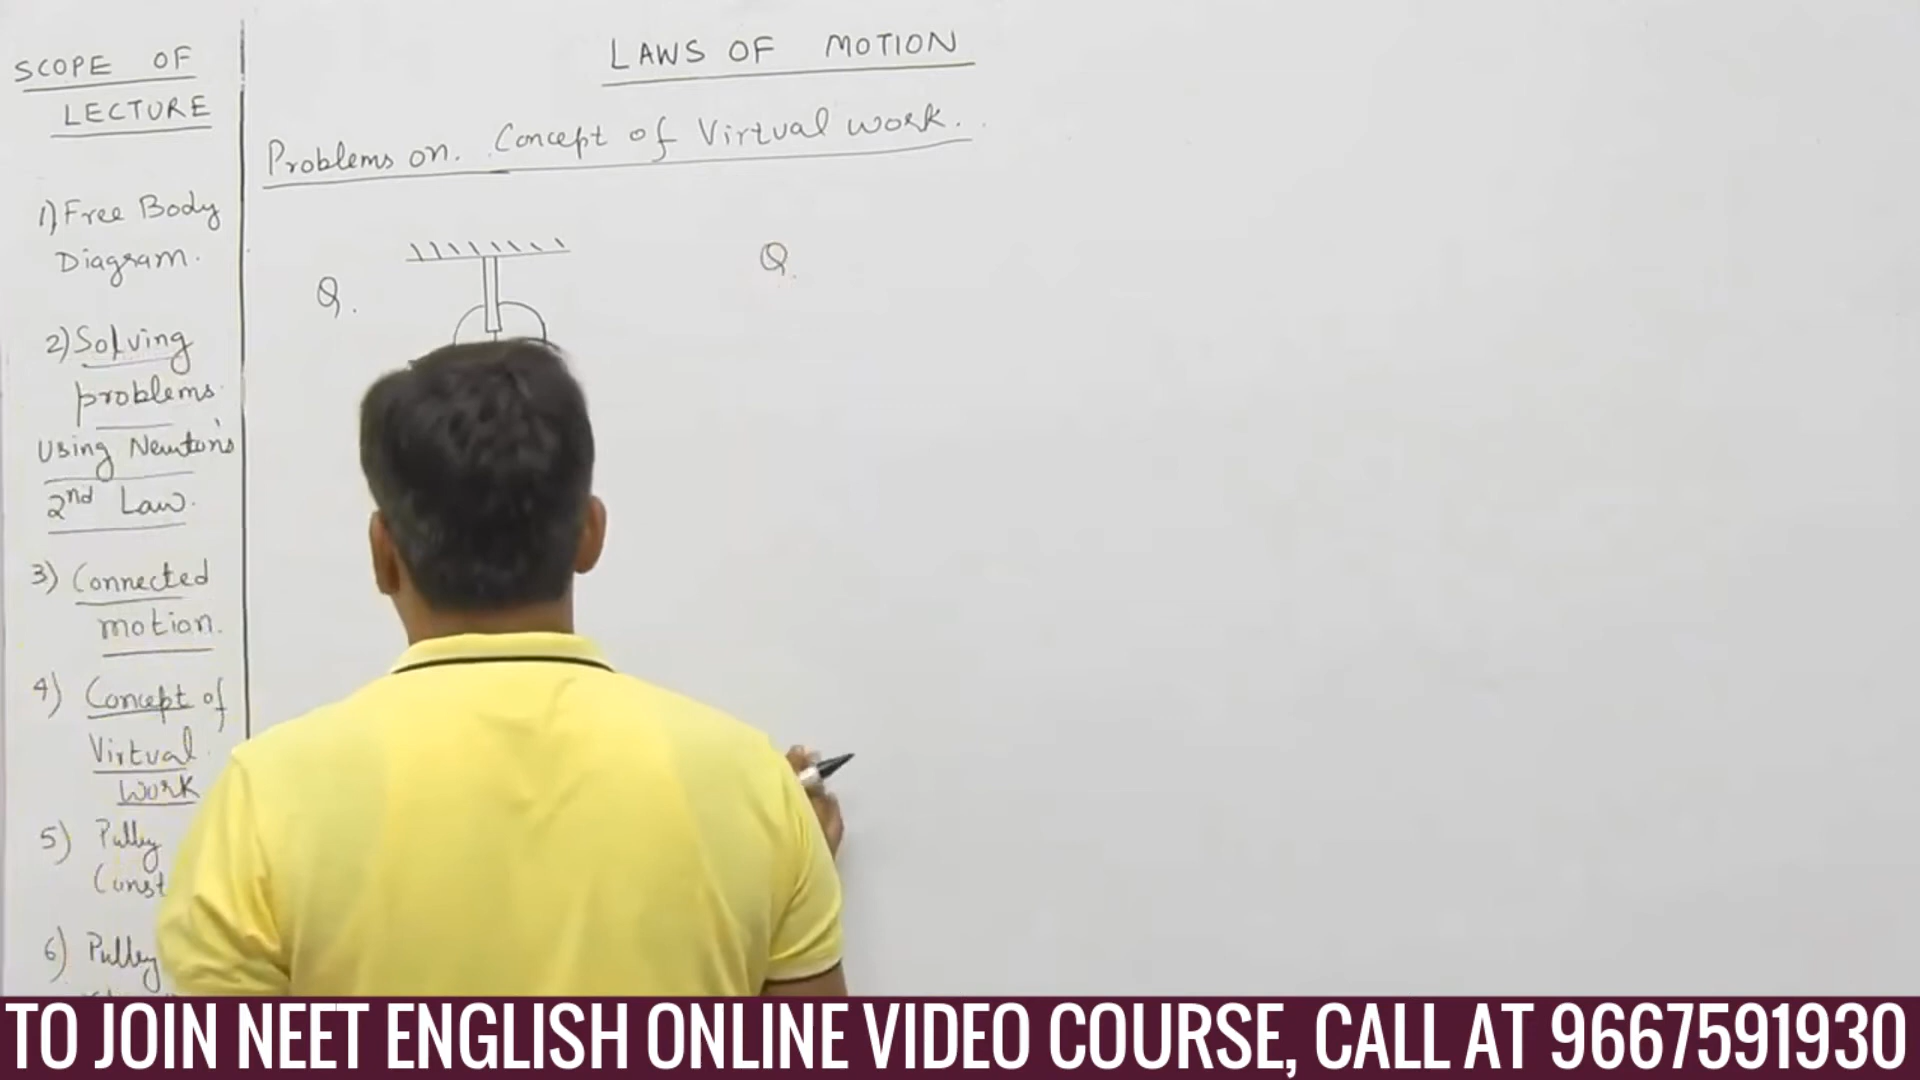 SCOPE OF
LECTURE
1) Free Body
Diagram.
2) Solving
problems.
Using Newton's
2nd Law.
3) Connected
motion.
4) Concept of
Virtual
Work
5) Pulley
6) Pulley
LAWS OF MOTION
Problems on. Concept of Virtual work.
Q.
Q.
TO JOIN NEET ENGLISH ONLINE VIDEO COURSE, CALL AT 9667591930